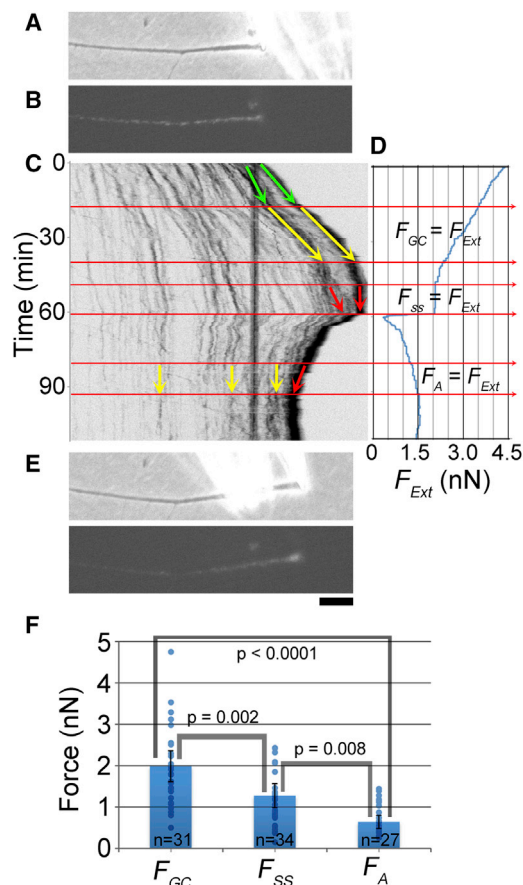 A
B
C
D
0
30
60
90
Time (min)
F_GC = F_Ext
F_SS = F_Ext
F_A = F_Ext
0 1.5 3.0 4.5
F_Ext (nN)
E
F
5
4
3
2
1
0
Force (nN)
p < 0.0001
p = 0.002
p = 0.008
n=31 n=34 n=27
F_GC F_SS F_A